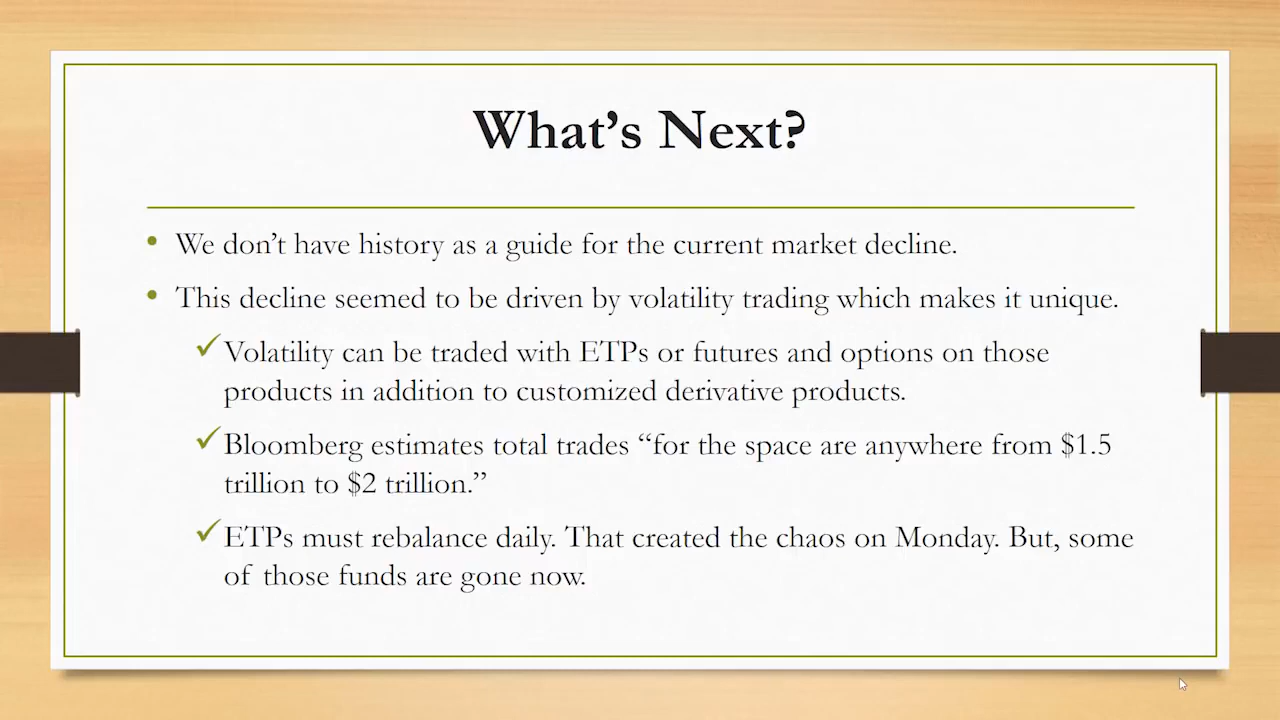 What's Next?
• We don't have history as a guide for the current market decline.
• This decline seemed to be driven by volatility trading which makes it unique.
✓Volatility can be traded with ETPs or futures and options on those
products in addition to customized derivative products.
✓Bloomberg estimates total trades “for the space are anywhere from $1.5
trillion to $2 trillion.”
✓ETPs must rebalance daily. That created the chaos on Monday. But, some
of those funds are gone now.